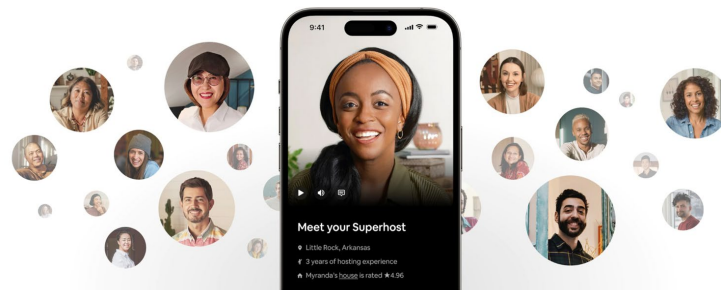 9:41
Meet your Superhost
Little Rock, Arkansas
3 years of hosting experience
Myranda's house is rated ★4.96